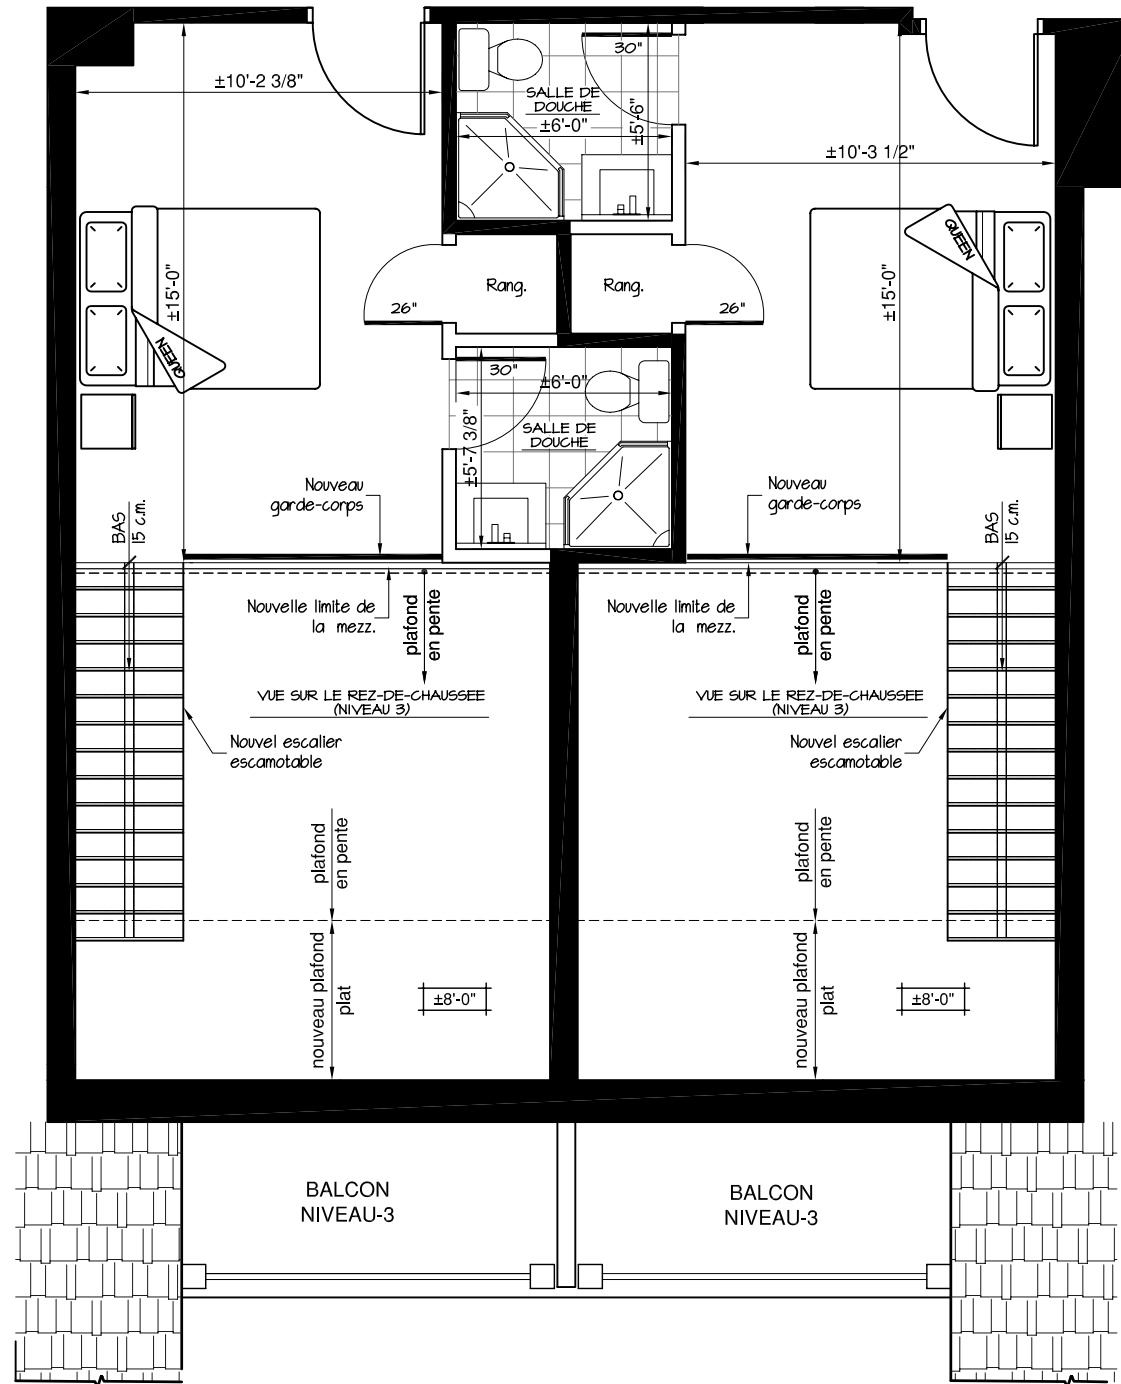 30"
±10'-2 3/8"
SALLE DE
DOUCHE
±6'-0"
±5'-6"
±10'-3 1/2"
QUEEN
±15'-0"
Rang.
Rang.
±15'-0"
26"
26"
QUEEN
30"
±6'-0"
SALLE DE
DOUCHE
±5'-7 3/8"
Nouveau
garde-corps
Nouveau
garde-corps
BAS
15 c.m.
BAS
15 c.m.
Nouvelle limite de
la mezz.
plafond
en pente
Nouvelle limite de
la mezz.
plafond
en pente
VUE SUR LE REZ-DE-CHAUSSEE
(NIVEAU 3)
VUE SUR LE REZ-DE-CHAUSSEE
(NIVEAU 3)
Nouvel escalier
escamotable
Nouvel escalier
escamotable
plafond
en pente
plafond
en pente
nouveau plafond
plat
±8'-0"
nouveau plafond
plat
±8'-0"
BALCON
NIVEAU-3
BALCON
NIVEAU-3